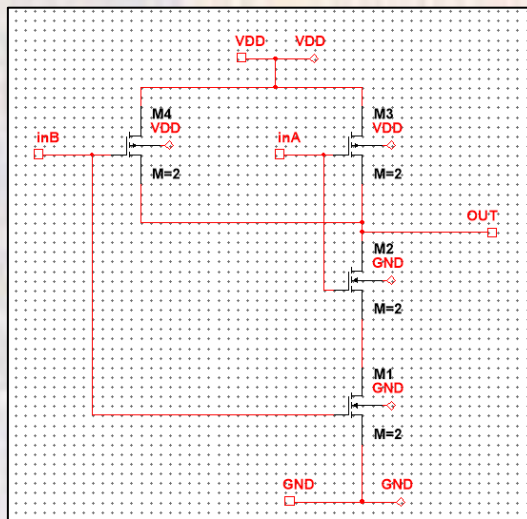 VDD VDD
M4 M3
inB VDD inA VDD
M=2 M=2
OUT
M2
GND
M=2
M1
GND
M=2
GND GND